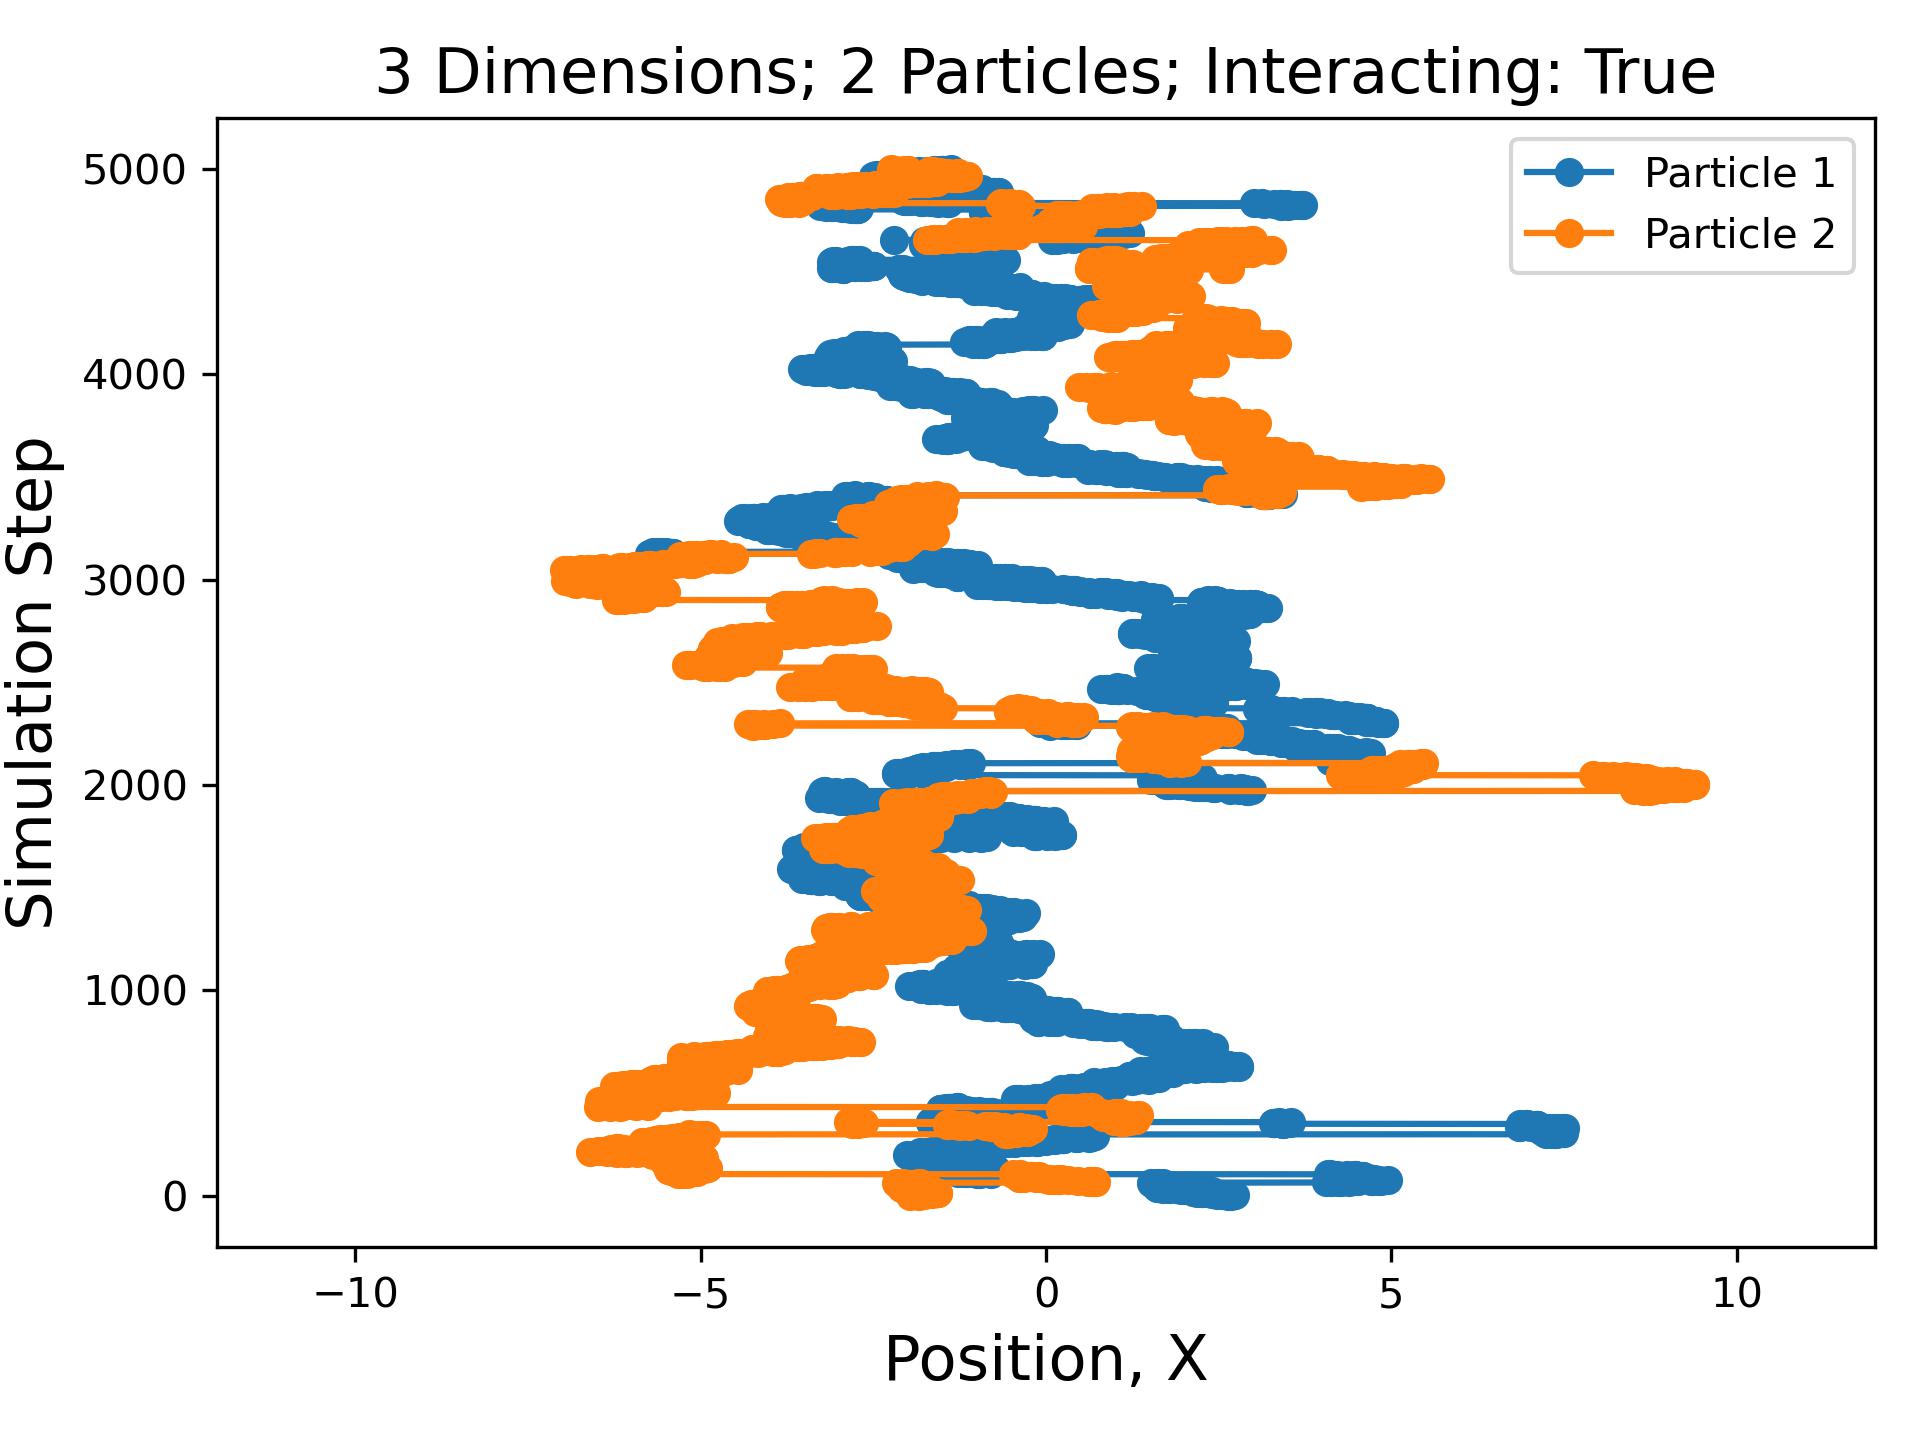 3 Dimensions; 2 Particles; Interacting: True
Particle 1
Particle 2
Simulation Step
5000
4000
3000
2000
1000
0
−10
−5
0
5
10
Position, X